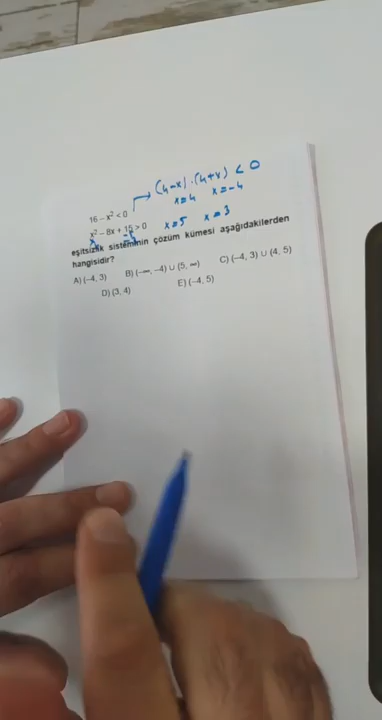 (4-x).(4+x) < 0
x=4 x=-4
16 – x² < 0
x² – 8x + 15 > 0
x=5 x=3
eşitsizlik sisteminin çözüm kümesi aşağıdakilerden
hangisidir?
A) (–4, 3) B) (–∞, –4) ∪ (5, ∞) C) (–4, 3) ∪ (4, 5)
D) (3, 4) E) (–4, 5)